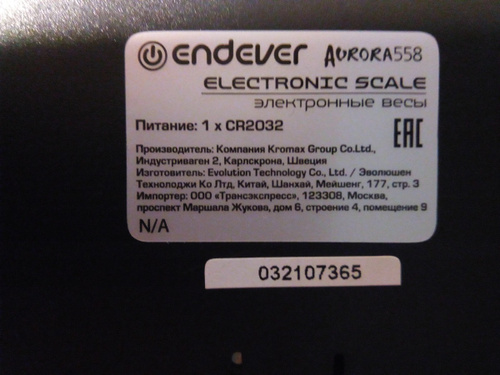 ENDEVER AURORA558
ELECTRONIC SCALE
электронные весы
Питание: 1 x CR2032
EAC
Производитель: Компания Kromax Group Co.Ltd.,
Индустриваген 2, Карлскрона, Швеция
Изготовитель: Evolution Technology Co., Ltd. / Эволюшен
Технолоджи Ко Лтд, Китай, Шанхай, Мейшенг, 177, стр. 3
Импортер: ООО «Трансэкспресс», 123308, Москва,
проспект Маршала Жукова, дом 6, строение 4, помещение 9
N/A
032107365